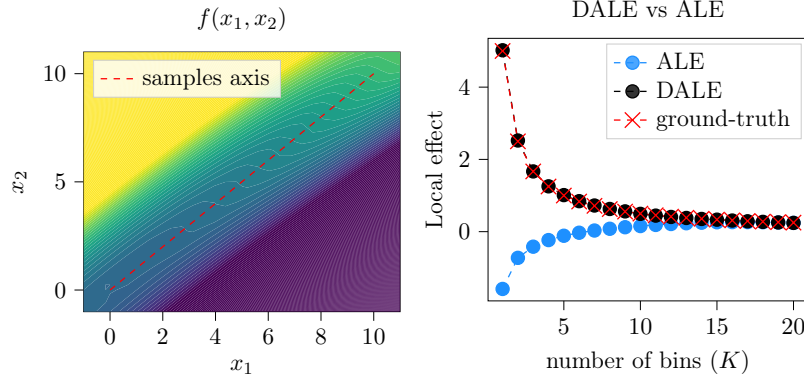 f(x₁, x₂)
samples axis
x₂
10
5
0
0
2
4
6
8
10
x₁
DALE vs ALE
ALE
DALE
ground-truth
Local effect
4
2
0
5
10
15
20
number of bins (K)